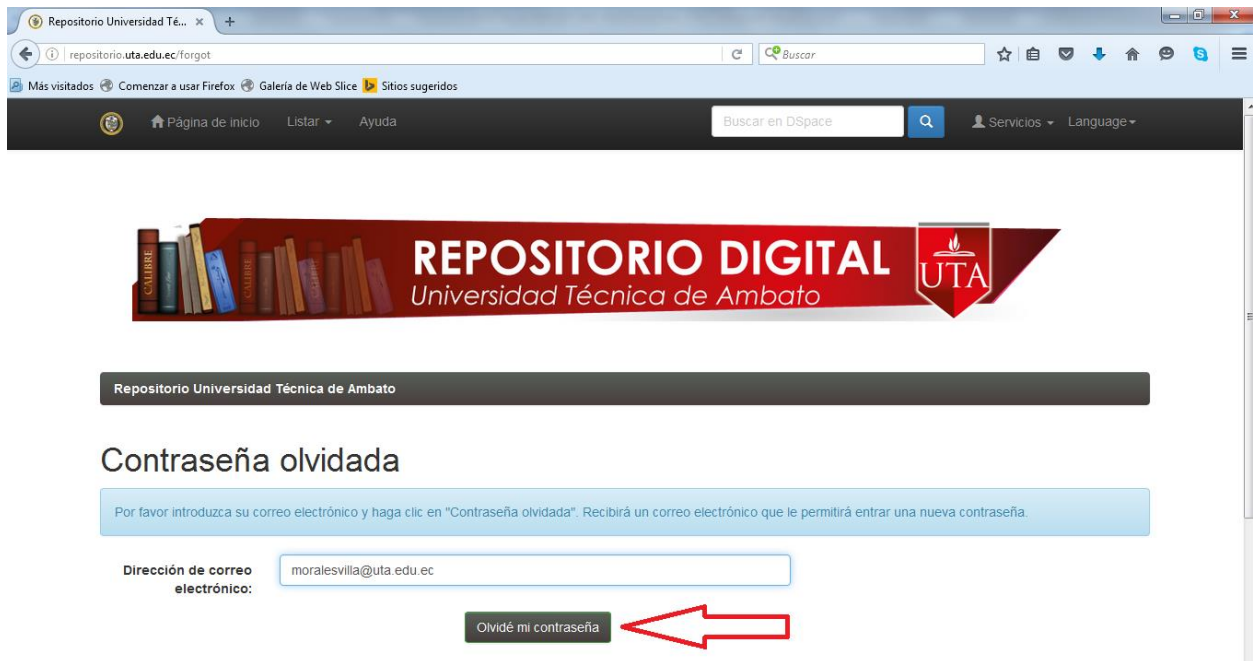 Repositorio Universidad Té...
repositorio.uta.edu.ec/forgot
Buscar
Más visitados Comenzar a usar Firefox Galería de Web Slice Sitios sugeridos
Página de inicio Listar Ayuda Buscar en DSpace Servicios Language
CALIBRE
CALIBRE
CALIBRE
REPOSITORIO DIGITAL
Universidad Técnica de Ambato
UTA
Repositorio Universidad Técnica de Ambato
Contraseña olvidada
Por favor introduzca su correo electrónico y haga clic en "Contraseña olvidada". Recibirá un correo electrónico que le permitirá entrar una nueva contraseña.
Dirección de correo electrónico:
moralesvilla@uta.edu.ec
Olvidé mi contraseña